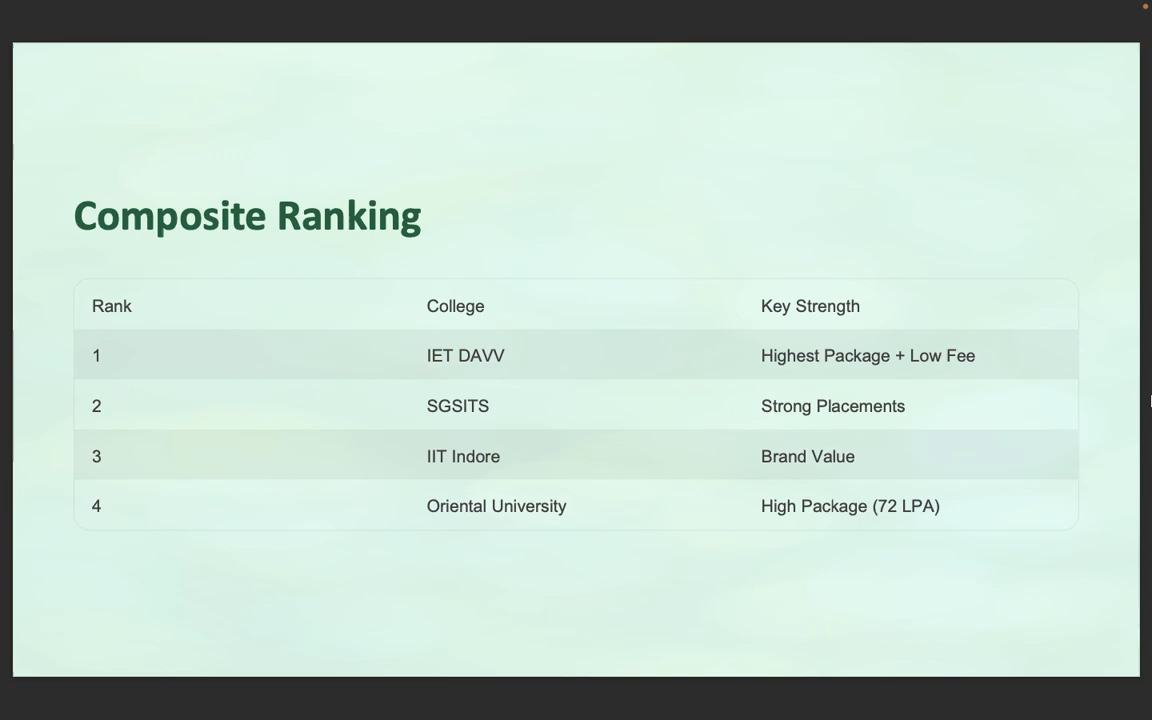 Composite Ranking
Rank College Key Strength
1 IET DAVV Highest Package + Low Fee
2 SGSITS Strong Placements
3 IIT Indore Brand Value
4 Oriental University High Package (72 LPA)